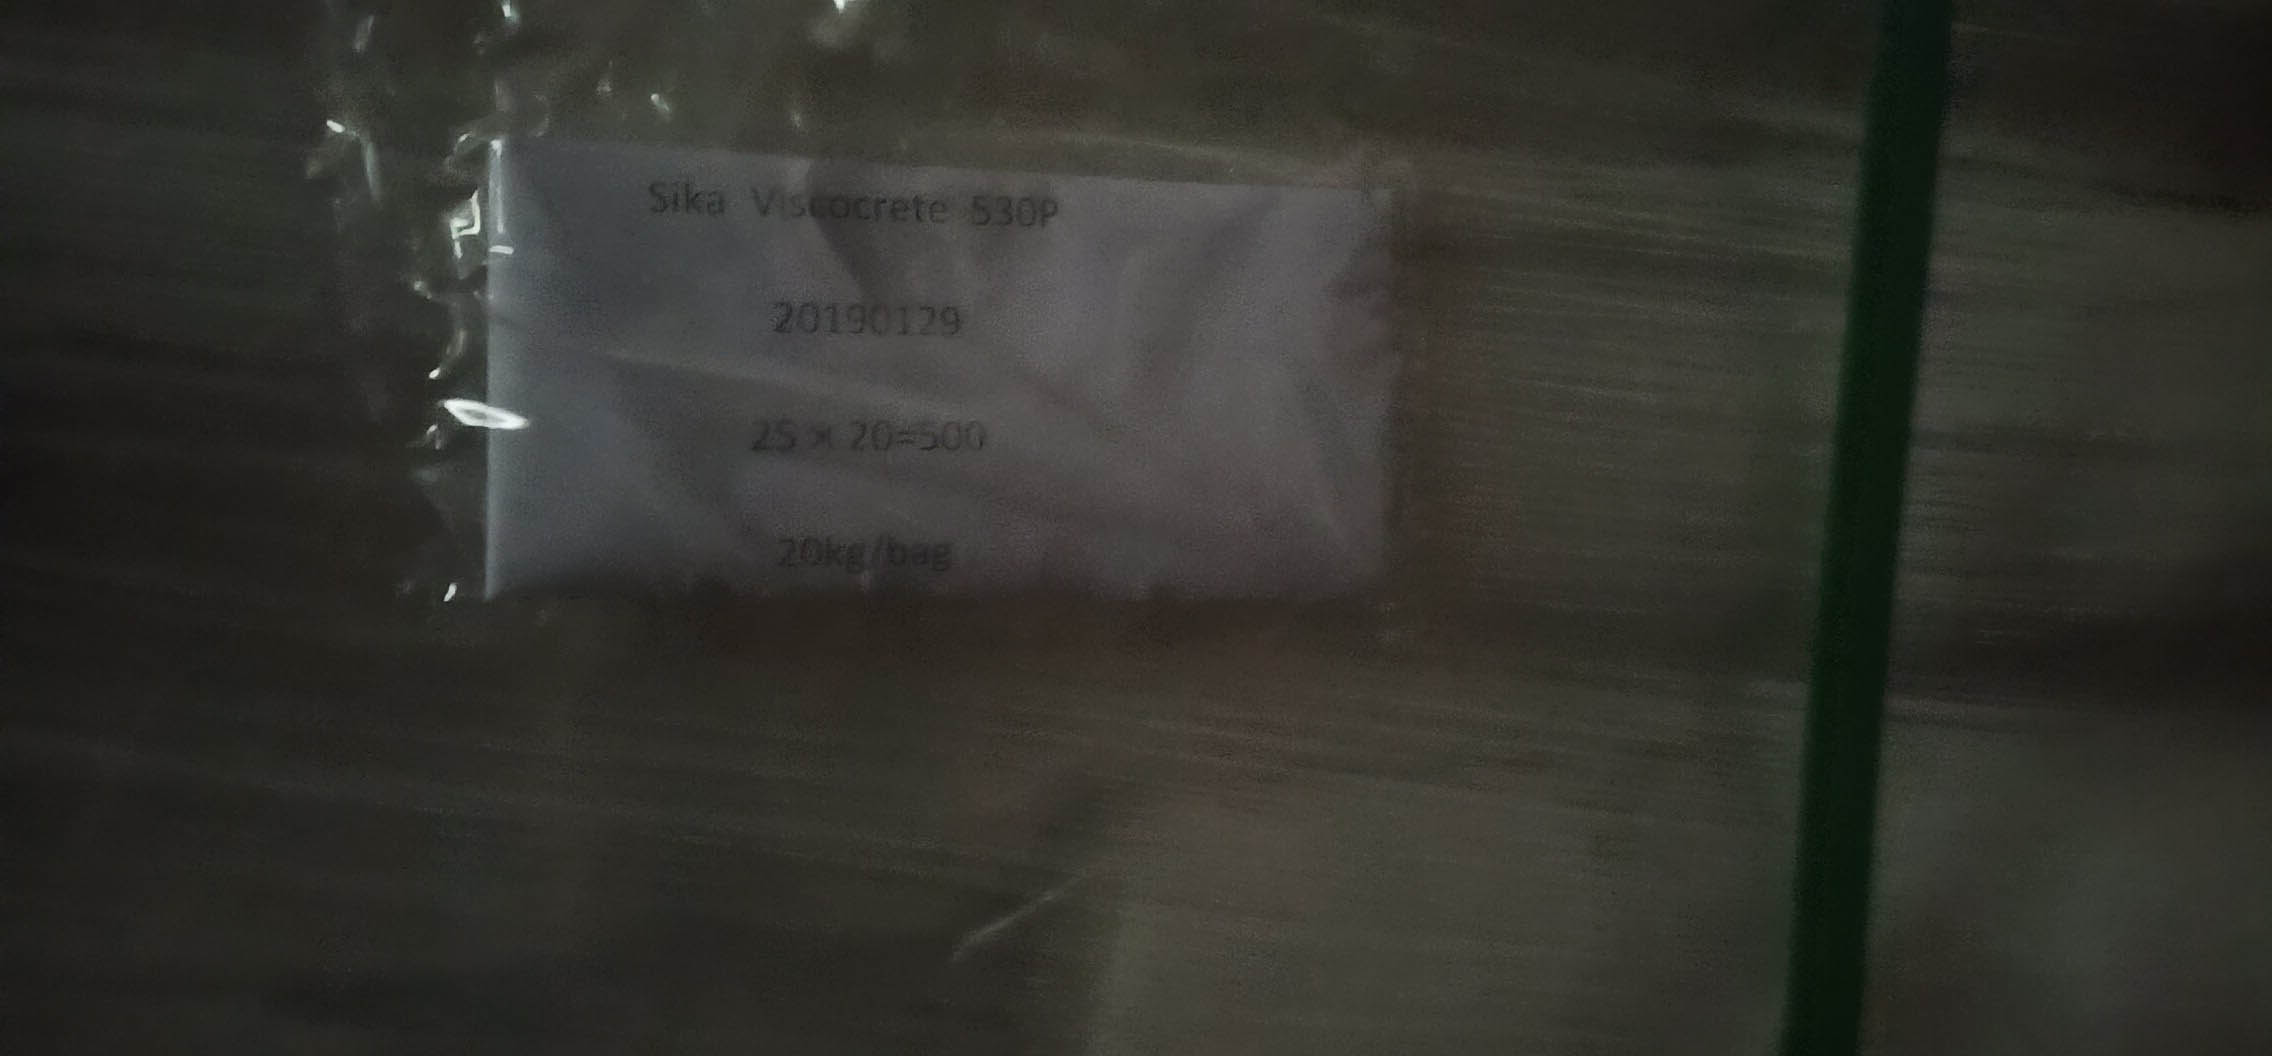 Sika Viscocrete 530P
20190129
25 x 20=500
20kg/bag